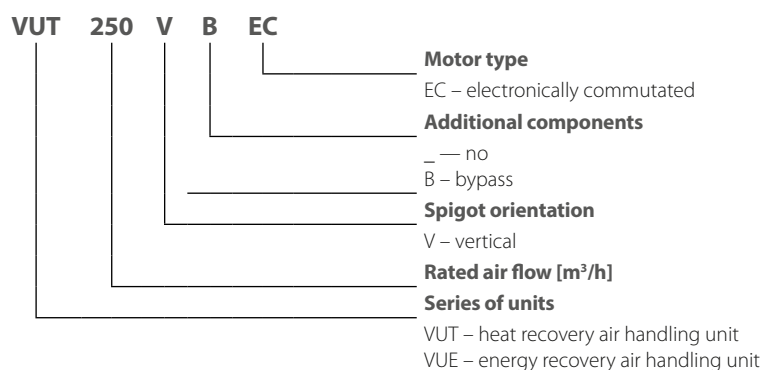 VUT 250 V B EC
Motor type
EC – electronically commutated
Additional components
_ — no
B – bypass
Spigot orientation
V – vertical
Rated air flow [m³/h]
Series of units
VUT – heat recovery air handling unit
VUE – energy recovery air handling unit